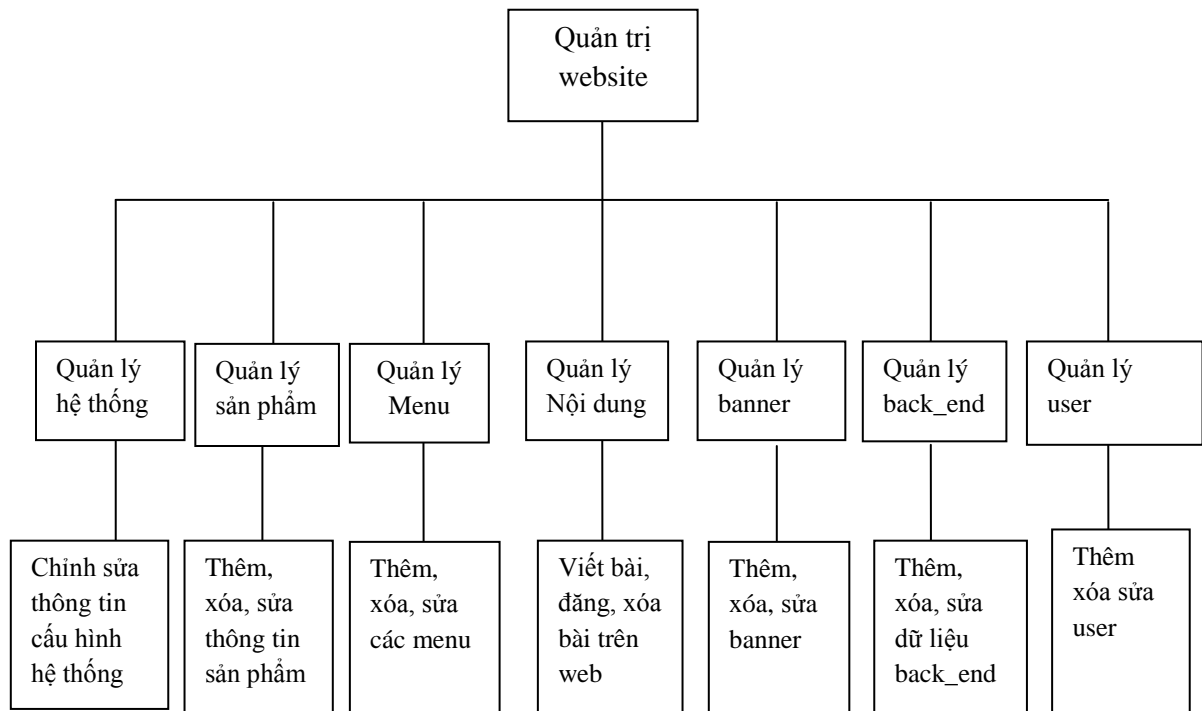 Quản trị
website
Quản lý
hệ thống
Quản lý
sản phẩm
Quản lý
Menu
Quản lý
Nội dung
Quản lý
banner
Quản lý
back_end
Quản lý
user
Chỉnh sửa
thông tin
cấu hình
hệ thống
Thêm,
xóa, sửa
thông tin
sản phẩm
Thêm,
xóa, sửa
các menu
Viết bài,
đăng, xóa
bài trên
web
Thêm,
xóa, sửa
banner
Thêm,
xóa, sửa
dữ liệu
back_end
Thêm
xóa sửa
user